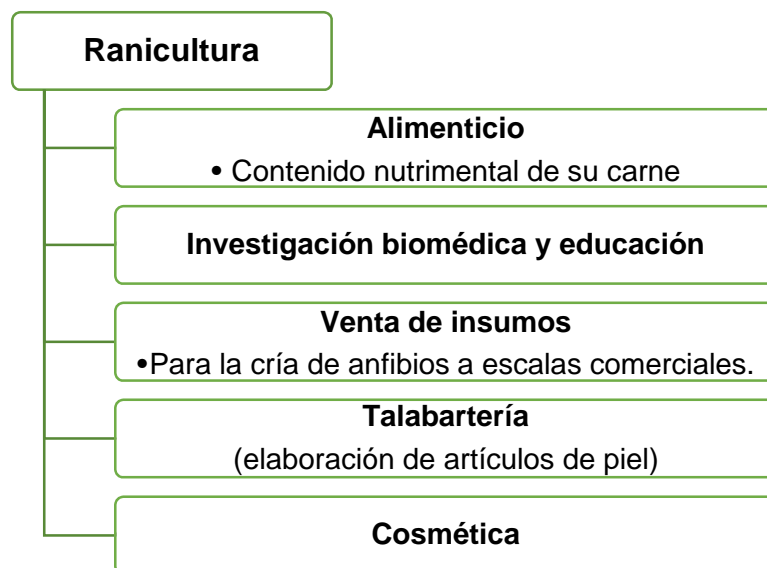 Ranicultura
Alimenticio
• Contenido nutrimental de su carne
Investigación biomédica y educación
Venta de insumos
•Para la cría de anfibios a escalas comerciales.
Talabartería
(elaboración de artículos de piel)
Cosmética